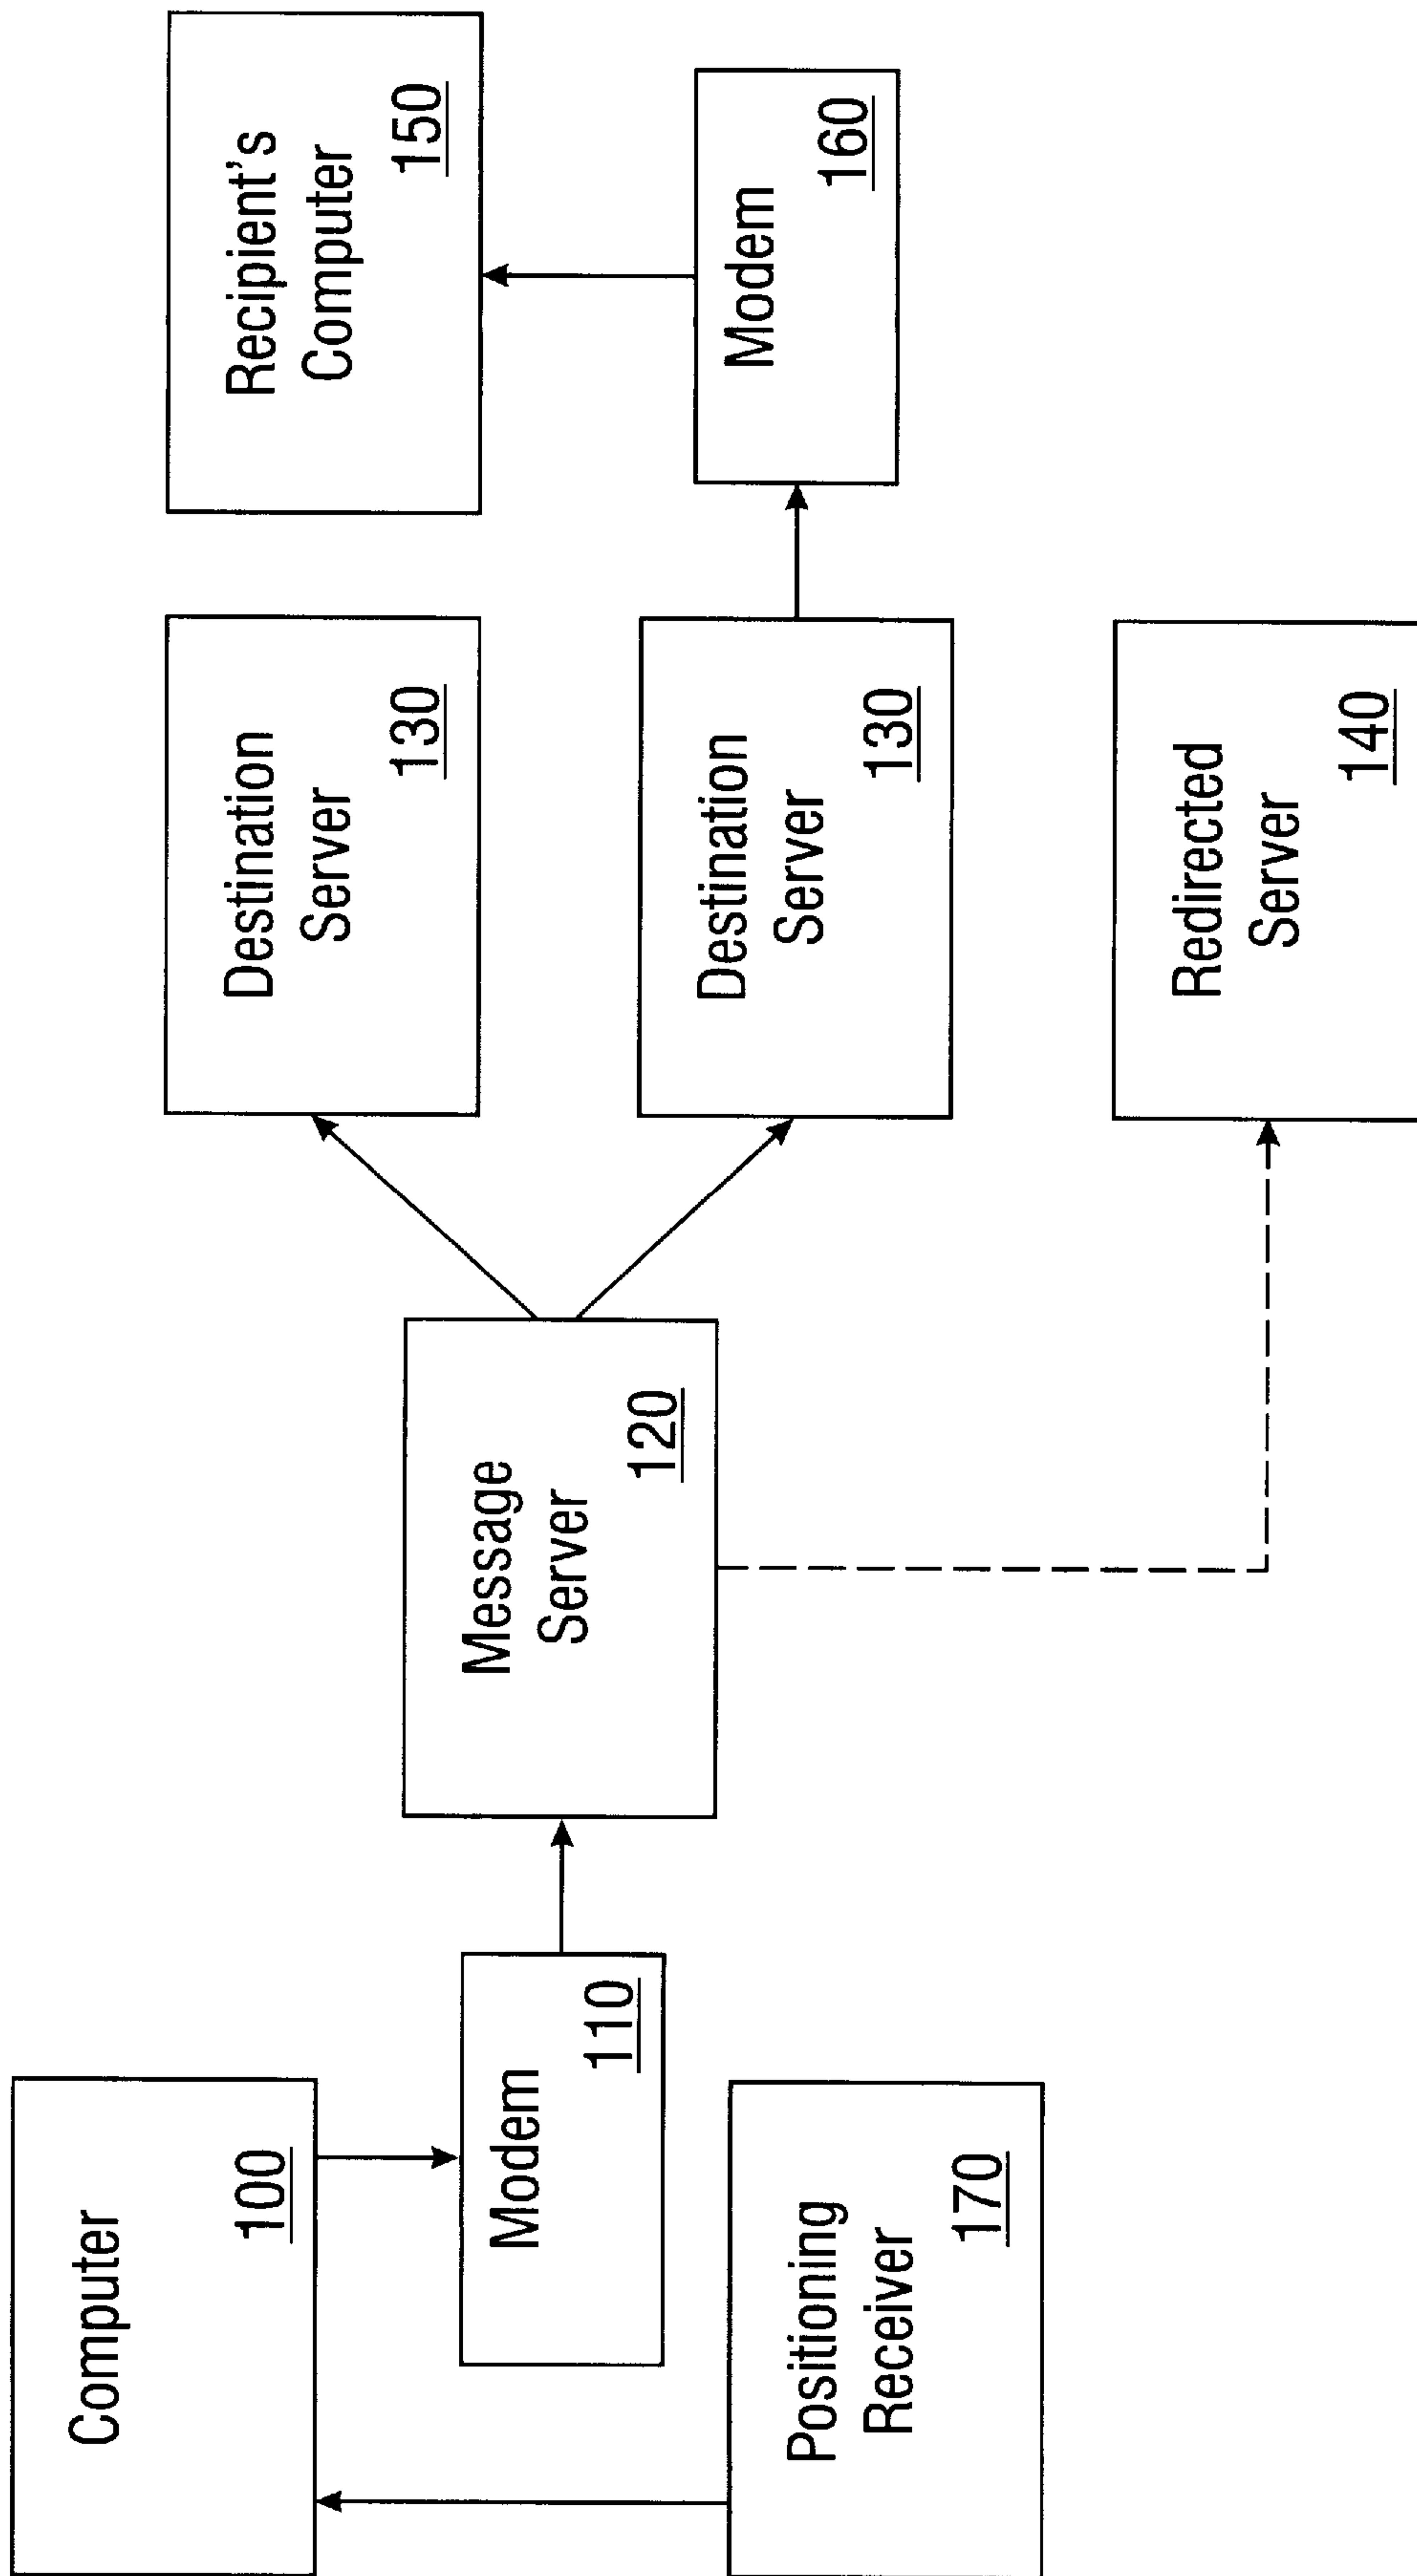 Computer
100
Modem
110
Positioning
Receiver
170
Message
Server
120
Destination
Server
130
Destination
Server
130
Redirected
Server
140
Recipient's
Computer
150
Modem
160